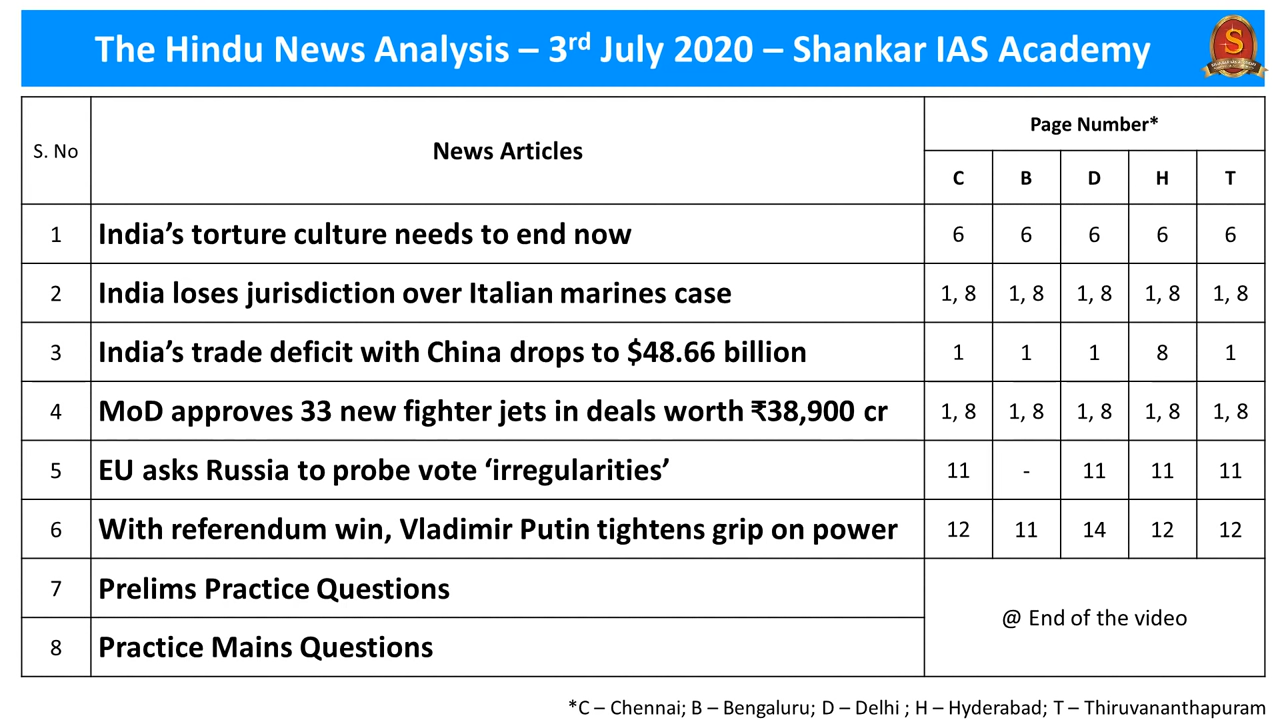 The Hindu News Analysis – 3rd July 2020 – Shankar IAS Academy
S. No
News Articles
Page Number*
C B D H T
1 India’s torture culture needs to end now 6 6 6 6 6
2 India loses jurisdiction over Italian marines case 1, 8 1, 8 1, 8 1, 8 1, 8
3 India’s trade deficit with China drops to $48.66 billion 1 1 1 8 1
4 MoD approves 33 new fighter jets in deals worth ₹38,900 cr 1, 8 1, 8 1, 8 1, 8 1, 8
5 EU asks Russia to probe vote ‘irregularities’ 11 - 11 11 11
6 With referendum win, Vladimir Putin tightens grip on power 12 11 14 12 12
7 Prelims Practice Questions
@ End of the video
8 Practice Mains Questions
*C – Chennai; B – Bengaluru; D – Delhi ; H – Hyderabad; T – Thiruvananthapuram